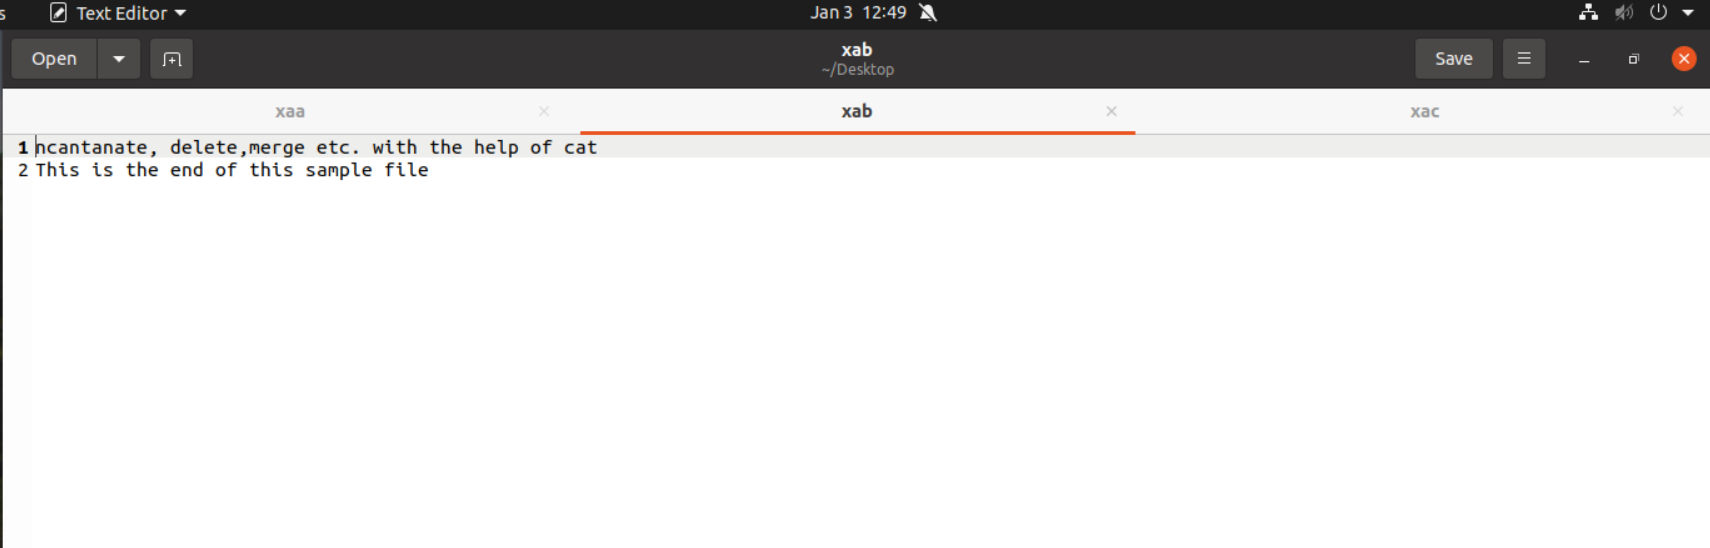 s Text Editor Jan 3 12:49
Open xab Save
~/Desktop
xaa xab xac
1 ncantanate, delete,merge etc. with the help of cat
2 This is the end of this sample file